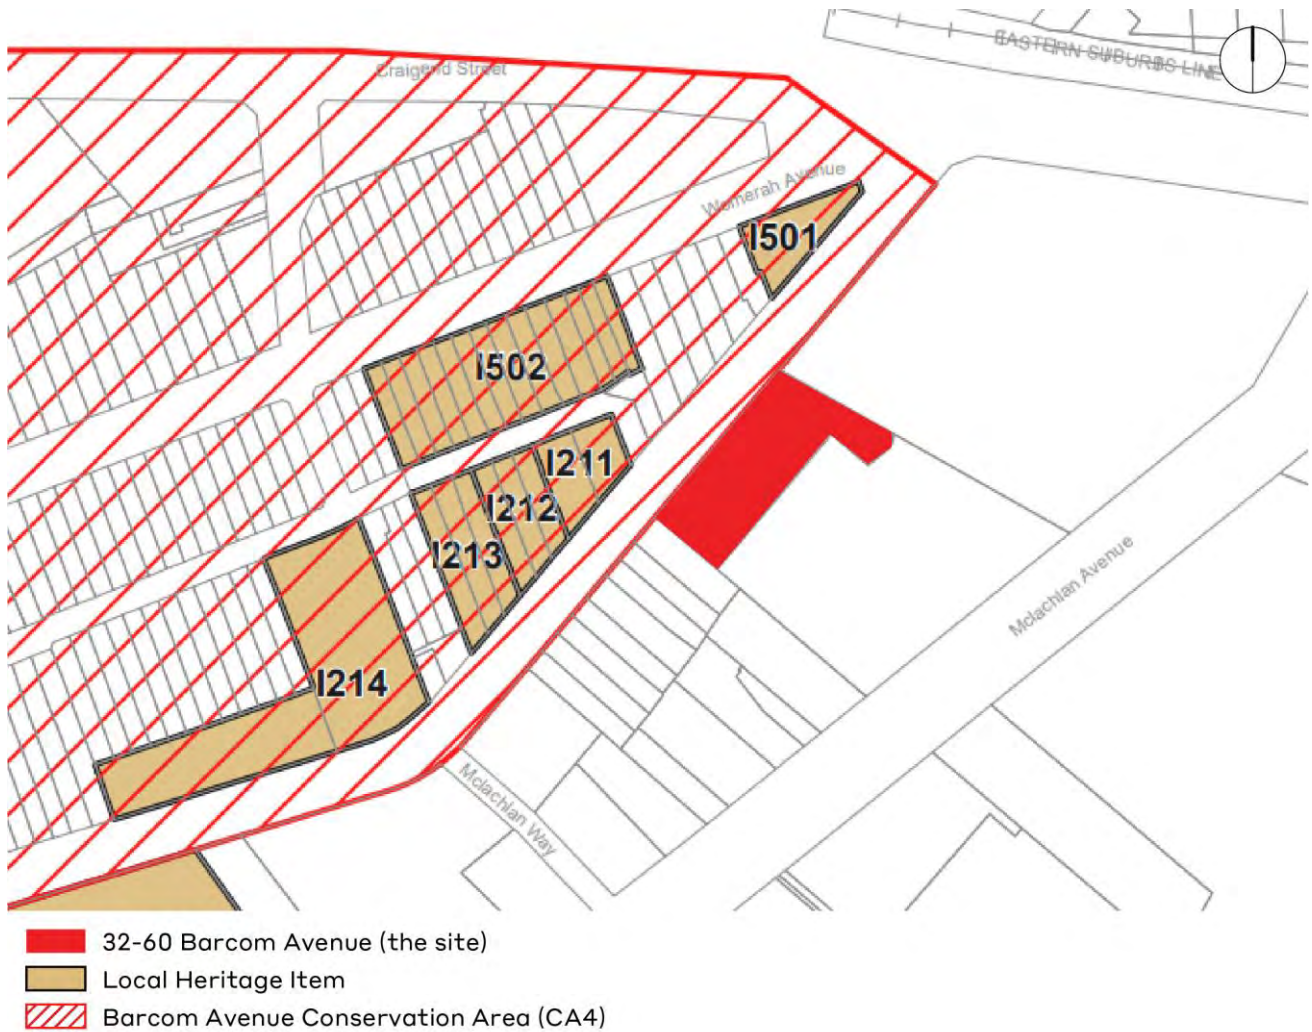 EASTERN SUBURBS LINE
Craigend Street
Womerah Avenue
I501
I502
I211
I212
I213
I214
Mclachlan Avenue
Mclachlan Way
32-60 Barcom Avenue (the site)
Local Heritage Item
Barcom Avenue Conservation Area (CA4)